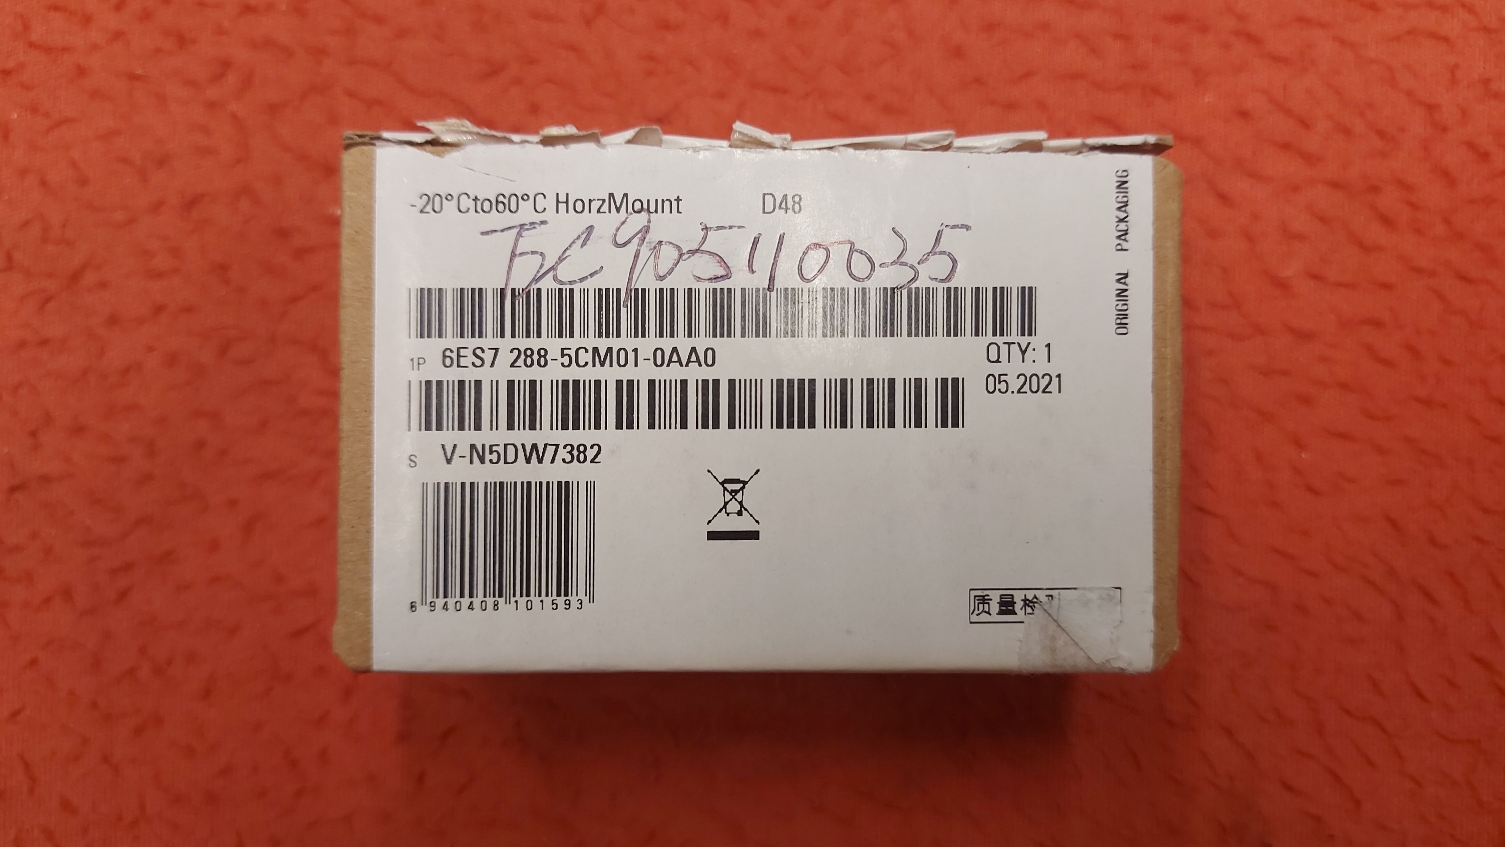 -20°Cto60°C HorzMount D48
905110035
1P 6ES7 288-5CM01-0AA0
QTY: 1
05.2021
S V-N5DW7382
6 940408 101593
质量检
ORIGINAL PACKAGING